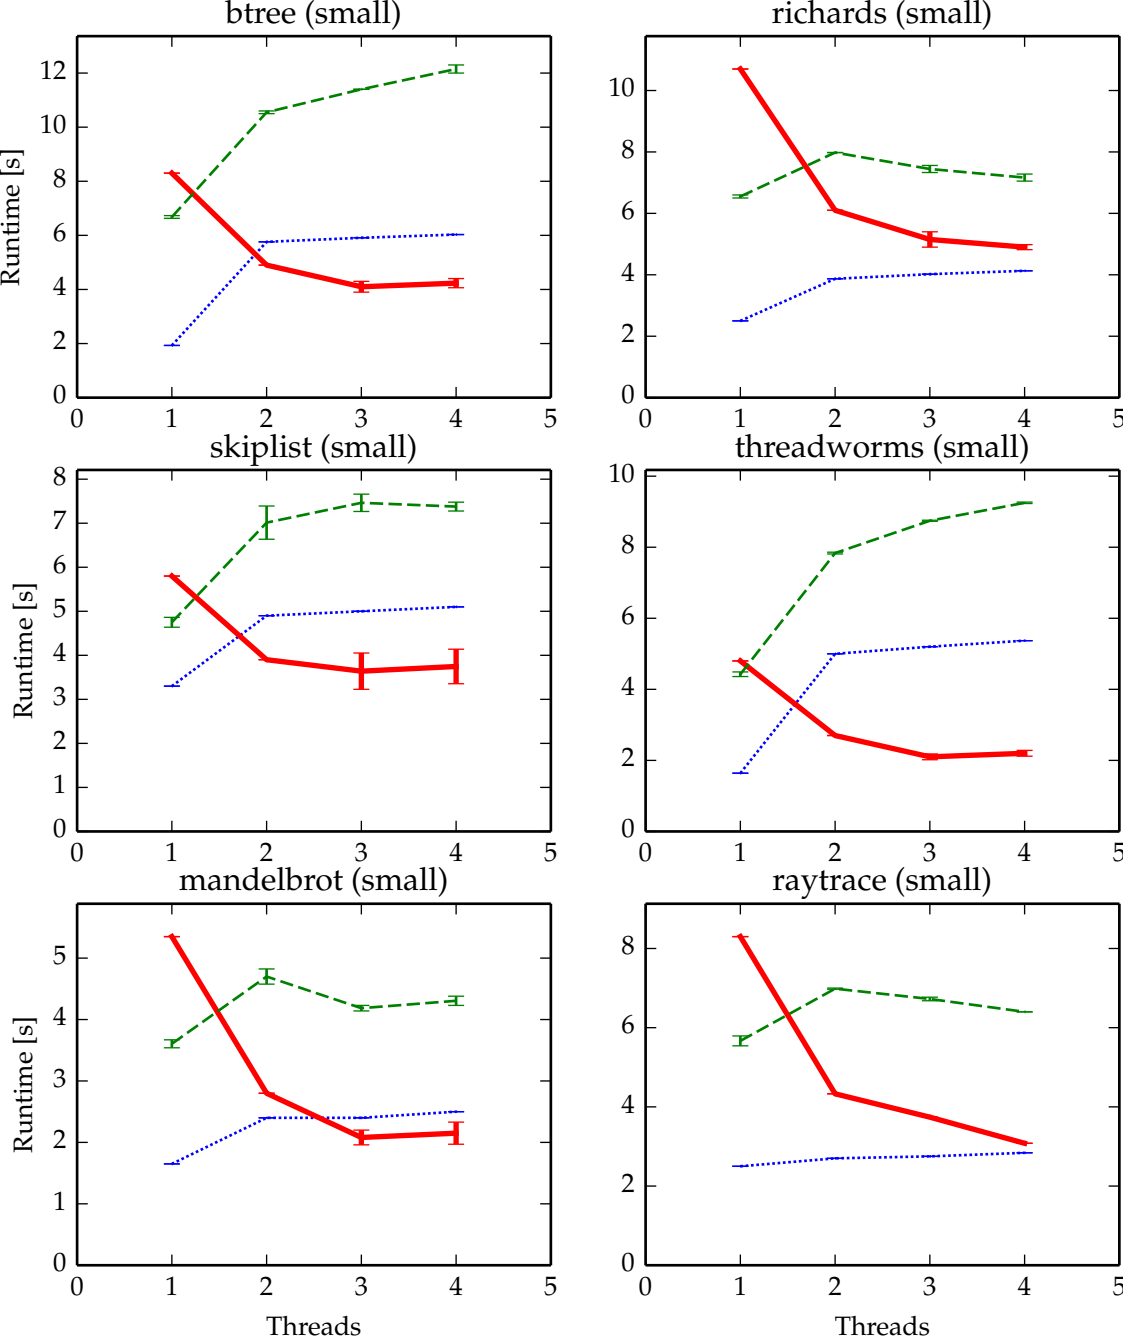 btree (small)
Runtime [s]
12
10
8
6
4
2
0
0 1 2 3 4 5
richards (small)
10
8
6
4
2
0
0 1 2 3 4 5
skiplist (small)
Runtime [s]
8
7
6
5
4
3
2
1
0
0 1 2 3 4 5
threadworms (small)
10
8
6
4
2
0
0 1 2 3 4 5
mandelbrot (small)
Runtime [s]
5
4
3
2
1
0
0 1 2 3 4 5
Threads
raytrace (small)
8
6
4
2
0
0 1 2 3 4 5
Threads